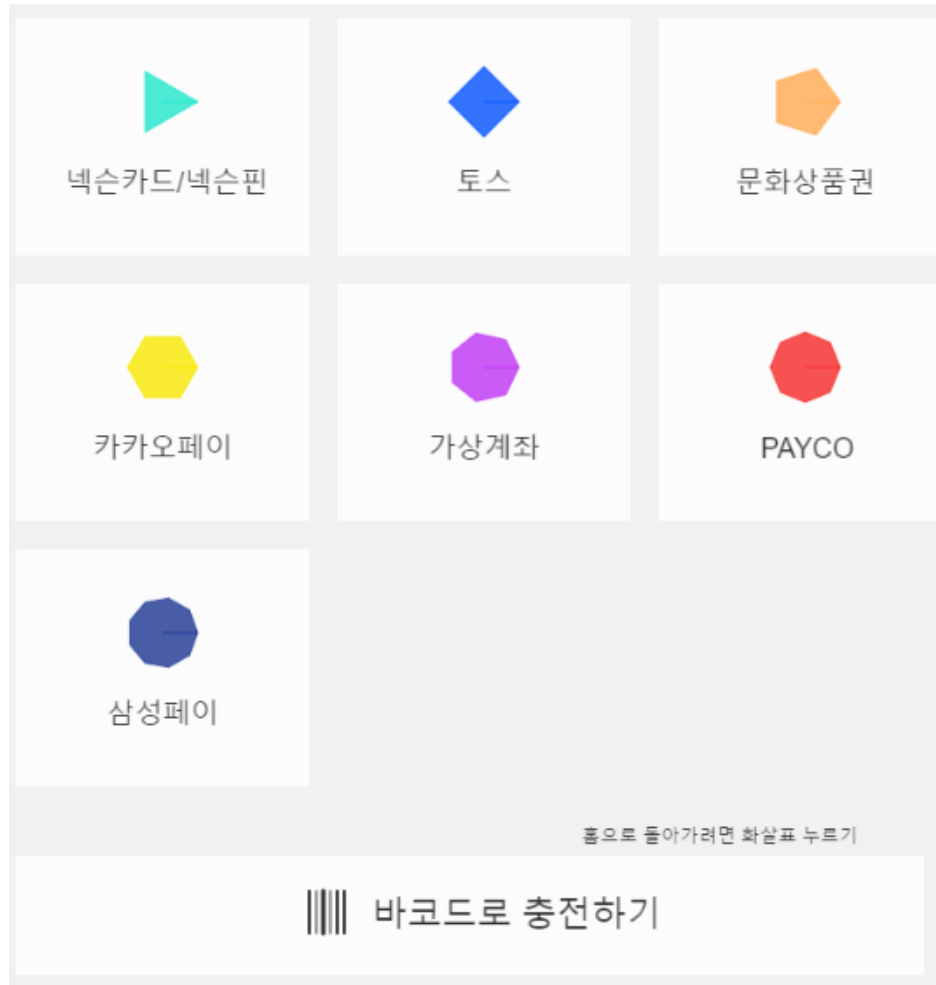 넥슨카드/넥슨핀
토스
문화상품권
카카오페이
가상계좌
PAYCO
삼성페이
홈으로 돌아가려면 화살표 누르기
바코드로 충전하기